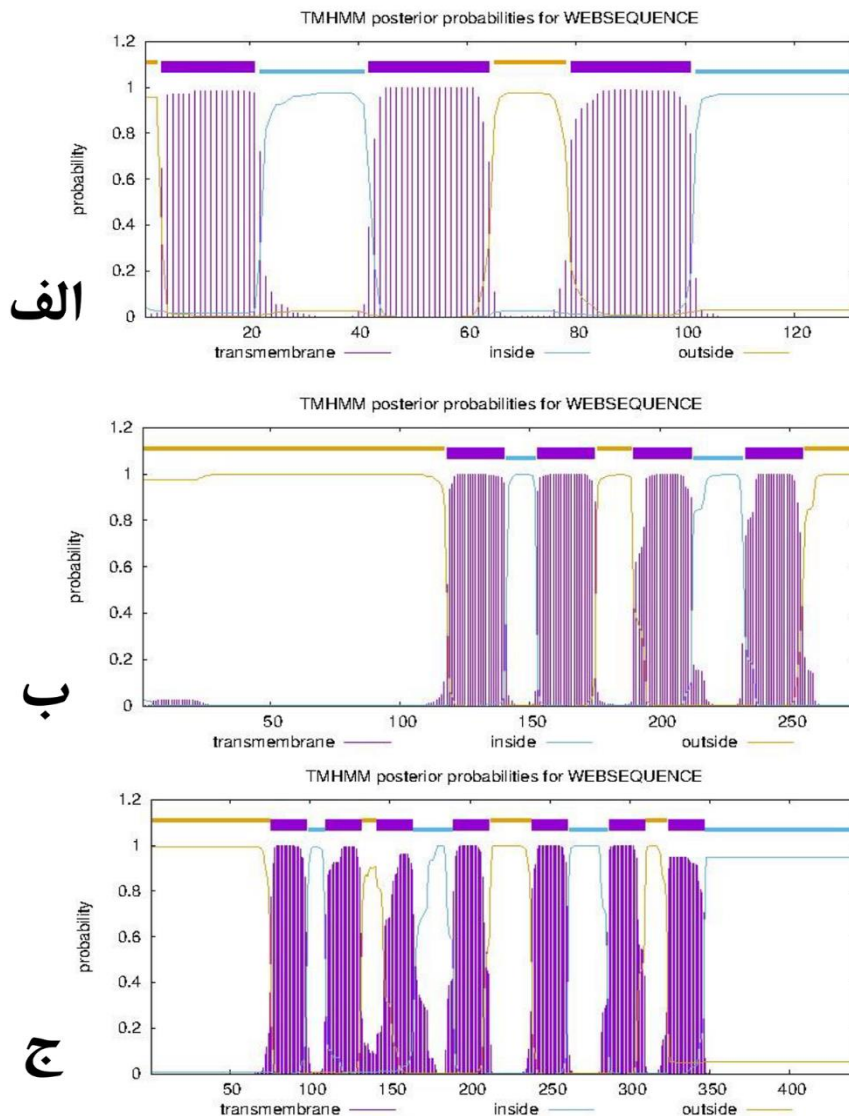 TMHMM posterior probabilities for WEBSEQUENCE
1.2
1
0.8
0.6
0.4
0.2
0
probability
الف
20 40 60 80 100 120
transmembrane inside outside
TMHMM posterior probabilities for WEBSEQUENCE
1.2
1
0.8
0.6
0.4
0.2
0
probability
ب
50 100 150 200 250
transmembrane inside outside
TMHMM posterior probabilities for WEBSEQUENCE
1.2
1
0.8
0.6
0.4
0.2
0
probability
ج
50 100 150 200 250 300 350 400
transmembrane inside outside